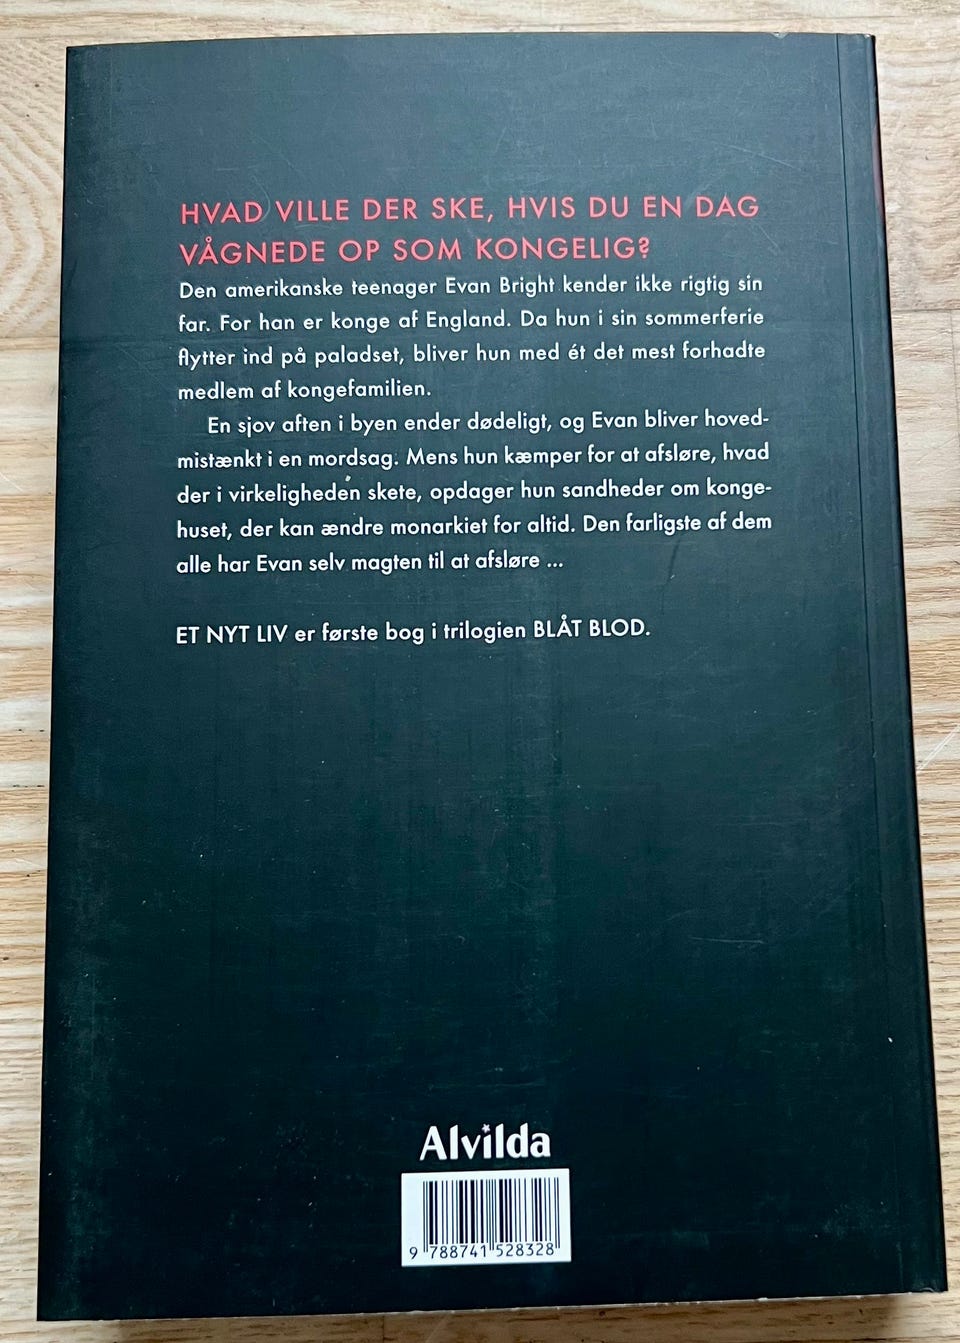 HVAD VILLE DER SKE, HVIS DU EN DAG
VÅGNEDE OP SOM KONGELIG?
Den amerikanske teenager Evan Bright kender ikke rigtig sin
far. For han er konge af England. Da hun i sin sommerferie
flytter ind på paladset, bliver hun med ét det mest forhadte
medlem af kongefamilien.
En sjov aften i byen ender dødeligt, og Evan bliver hoved-
mistænkt i en mordsag. Mens hun kæmper for at afsløre, hvad
der i virkeligheden skete, opdager hun sandheder om konge-
huset, der kan ændre monarkiet for altid. Den farligste af dem
alle har Evan selv magten til at afsløre ...
ET NYT LIV er første bog i trilogien BLÅT BLOD.
Alvilda
9 788741 528328